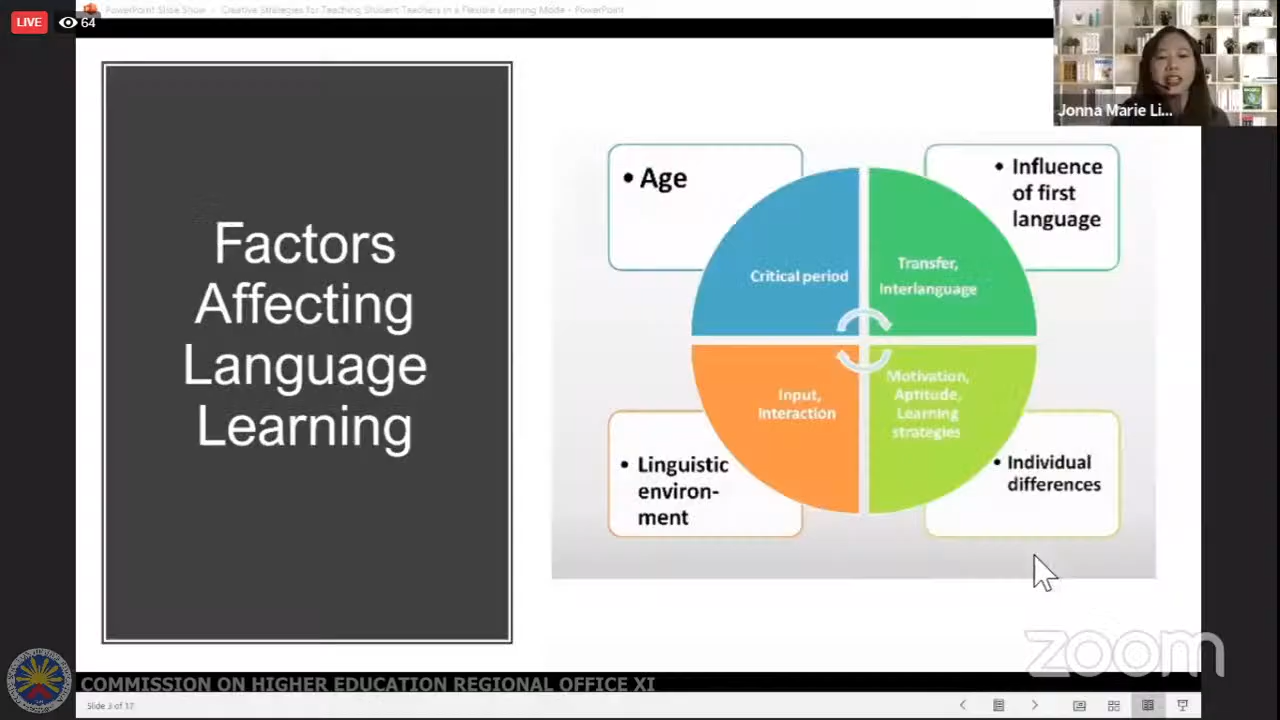 PowerPoint Slide Show - Creative Strategies for Teaching Student Teachers in a Flexible Learning Mode - PowerPoint
LIVE
64
Jonna Marie Li...
Factors
Affecting
Language
Learning
• Age
• Influence
of first
language
Critical period
Transfer,
Interlanguage
Input,
Interaction
Motivation,
Aptitude,
Learning
strategies
• Linguistic
environ-
ment
• Individual
differences
zoom
COMMISSION ON HIGHER EDUCATION REGIONAL OFFICE XI
Slide 3 of 17